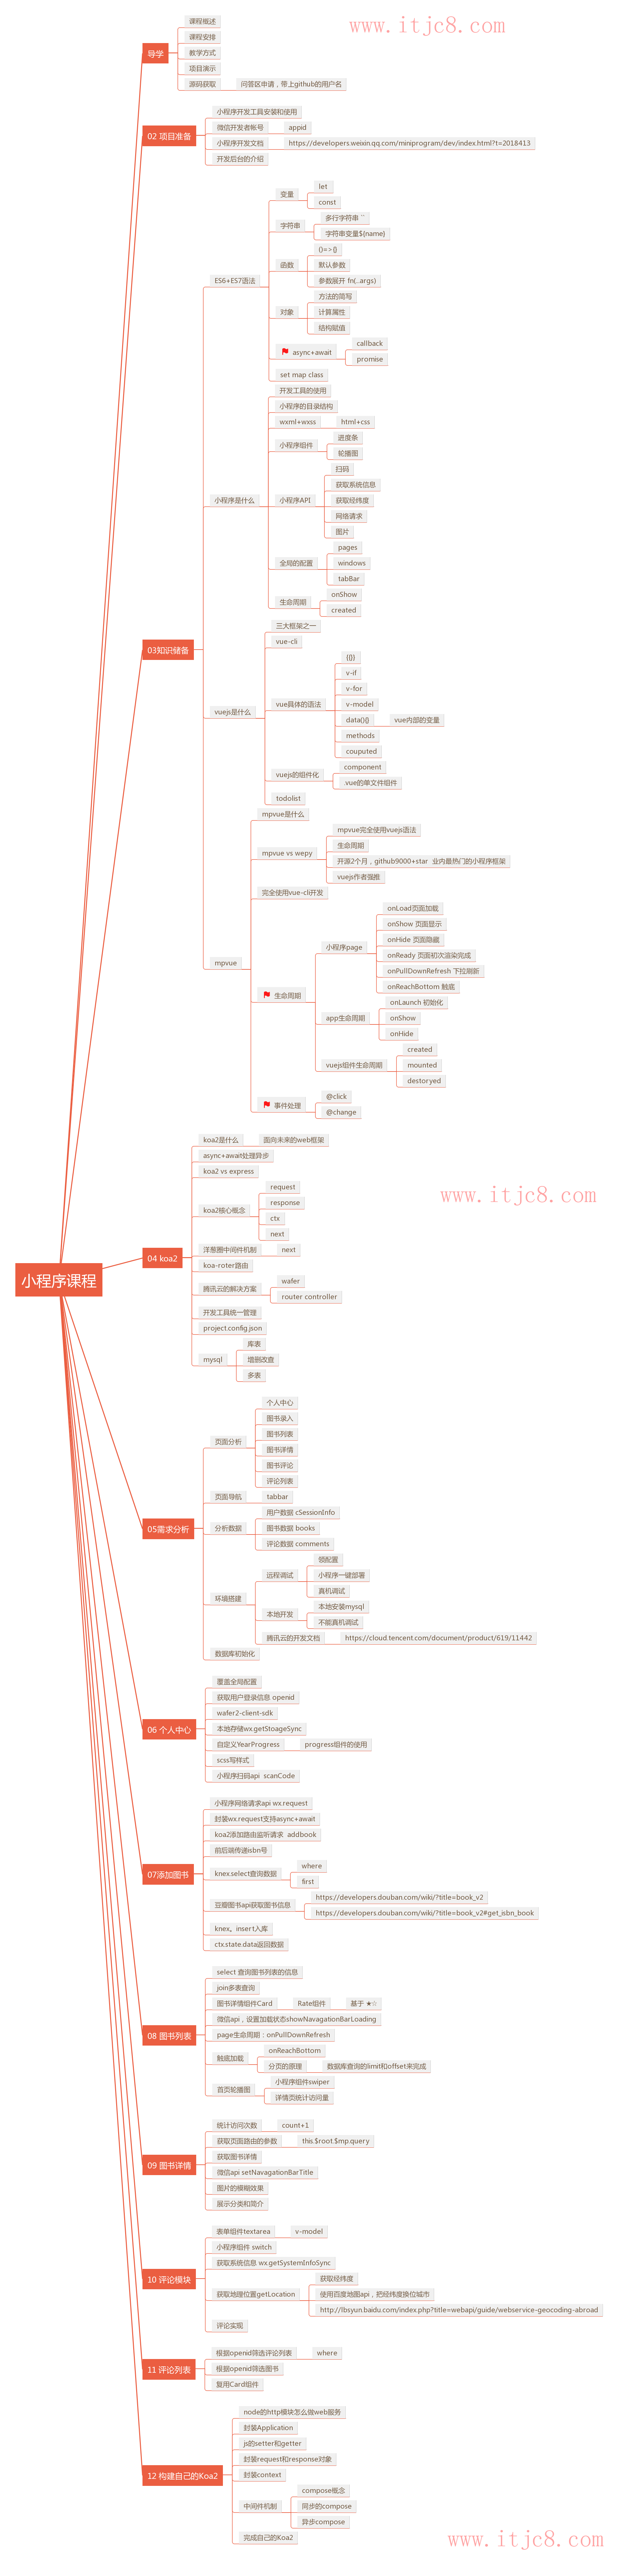 www.itjc8.com
小程序课程
导学
课程概述
课程安排
教学方式
项目演示
源码获取
问答区申请，带上github的用户名
02 项目准备
小程序开发工具安装和使用
微信开发者帐号
appid
小程序开发文档
https://developers.weixin.qq.com/miniprogram/dev/index.html?t=2018413
开发后台的介绍
03知识储备
ES6+ES7语法
变量
let
const
字符串
多行字符串 ``
字符串变量${name}
函数
()=>{}
默认参数
参数展开 fn(...args)
对象
方法的简写
计算属性
结构赋值
async+await
callback
promise
set map class
小程序是什么
开发工具的使用
小程序的目录结构
wxml+wxss
html+css
小程序组件
进度条
轮播图
小程序API
扫码
获取系统信息
获取经纬度
网络请求
图片
全局的配置
pages
windows
tabBar
生命周期
onShow
created
vuejs是什么
三大框架之一
vue-cli
vue具体的语法
{{}}
v-if
v-for
v-model
data(){}
vue内部的变量
methods
couputed
vuejs的组件化
component
.vue的单文件组件
todolist
mpvue
mpvue是什么
mpvue vs wepy
mpvue完全使用vuejs语法
生命周期
开源2个月，github9000+star 业内最热门的小程序框架
vuejs作者强推
完全使用vue-cli开发
生命周期
小程序page
onLoad页面加载
onShow 页面显示
onHide 页面隐藏
onReady 页面初次渲染完成
onPullDownRefresh 下拉刷新
onReachBottom 触底
app生命周期
onLaunch 初始化
onShow
onHide
vuejs组件生命周期
created
mounted
destoryed
事件处理
@click
@change
www.itjc8.com
04 koa2
koa2是什么
面向未来的web框架
async+await处理异步
koa2 vs express
koa2核心概念
request
response
ctx
next
洋葱圈中间件机制
next
koa-roter路由
腾讯云的解决方案
wafer
router controller
开发工具统一管理
project.config.json
mysql
库表
增删改查
多表
05需求分析
页面分析
个人中心
图书录入
图书列表
图书详情
图书评论
评论列表
页面导航
tabbar
分析数据
用户数据 cSessionInfo
图书数据 books
评论数据 comments
环境搭建
远程调试
领配置
小程序一键部署
真机调试
本地开发
本地安装mysql
不能真机调试
腾讯云的开发文档
https://cloud.tencent.com/document/product/619/11442
数据库初始化
06 个人中心
覆盖全局配置
获取用户登录信息 openid
wafer2-client-sdk
本地存储wx.getStoageSync
自定义YearProgress
progress组件的使用
scss写样式
小程序扫码api scanCode
07添加图书
小程序网络请求api wx.request
封装wx.request支持async+await
koa2添加路由监听请求 addbook
前后端传递isbn号
knex.select查询数据
where
first
豆瓣图书api获取图书信息
https://developers.douban.com/wiki/?title=book_v2
https://developers.douban.com/wiki/?title=book_v2#get_isbn_book
knex。insert入库
ctx.state.data返回数据
08 图书列表
select 查询图书列表的信息
join多表查询
图书详情组件Card
Rate组件
基于 ★☆
微信api，设置加载状态showNavagationBarLoading
page生命周期：onPullDownRefresh
触底加载
onReachBottom
分页的原理
数据库查询的limit和offset来完成
首页轮播图
小程序组件swiper
详情页统计访问量
09 图书详情
统计访问次数
count+1
获取页面路由的参数
this.$root.$mp.query
获取图书详情
微信api setNavagationBarTitle
图片的模糊效果
展示分类和简介
10 评论模块
表单组件textarea
v-model
小程序组件 switch
获取系统信息 wx.getSystemInfoSync
获取地理位置getLocation
获取经纬度
使用百度地图api，把经纬度换位城市
http://lbsyun.baidu.com/index.php?title=webapi/guide/webservice-geocoding-abroad
评论实现
11 评论列表
根据openid筛选评论列表
where
根据openid筛选图书
复用Card组件
12 构建自己的Koa2
node的http模块怎么做web服务
封装Application
js的setter和getter
封装request和response对象
封装context
中间件机制
compose概念
同步的compose
异步compose
完成自己的Koa2
www.itjc8.com